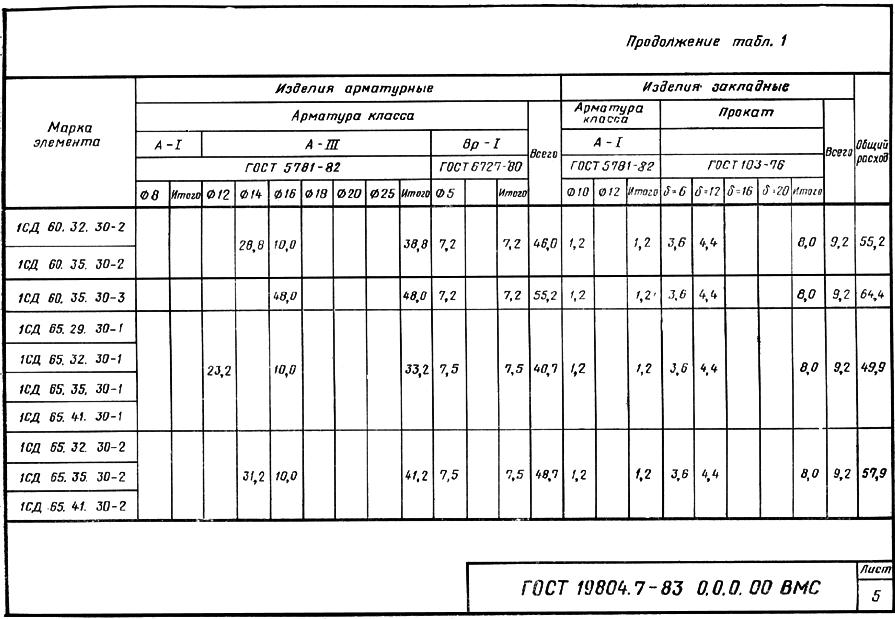 Продолжение табл. 1
Марка элемента
Изделия арматурные
Изделия закладные
Общий расход
Арматура класса
Всего
Арматура класса
Прокат
Всего
А-I
А-III
Вр-I
А-I
ГОСТ 5781-82
ГОСТ 6727-80
ГОСТ 5781-82
ГОСТ 103-76
Ф8 Итого Ф12 Ф14 Ф16 Ф18 Ф20 Ф25 Итого Ф5 Итого Ф10 Ф12 Итого δ=6 δ=12 δ=16 δ=20 Итого
1СД 60. 32. 30-2
28,8 10,0 38,8 7,2 7,2 46,0 1,2 1,2 3,6 4,4 8,0 9,2 55,2
1СД 60. 35. 30-2
1СД 60. 35. 30-3 48,0 48,0 7,2 7,2 55,2 1,2 1,2 3,6 4,4 8,0 9,2 64,4
1СД 65. 29. 30-1
1СД 65. 32. 30-1
23,2 10,0 33,2 7,5 7,5 40,7 1,2 1,2 3,6 4,4 8,0 9,2 49,9
1СД 65. 35. 30-1
1СД 65. 41. 30-1
1СД 65. 32. 30-2
1СД 65. 35. 30-2 31,2 10,0 41,2 7,5 7,5 48,7 1,2 1,2 3,6 4,4 8,0 9,2 57,9
1СД 65. 41. 30-2
ГОСТ 19804.7-83 0.0.0.00 ВМС
Лист
5